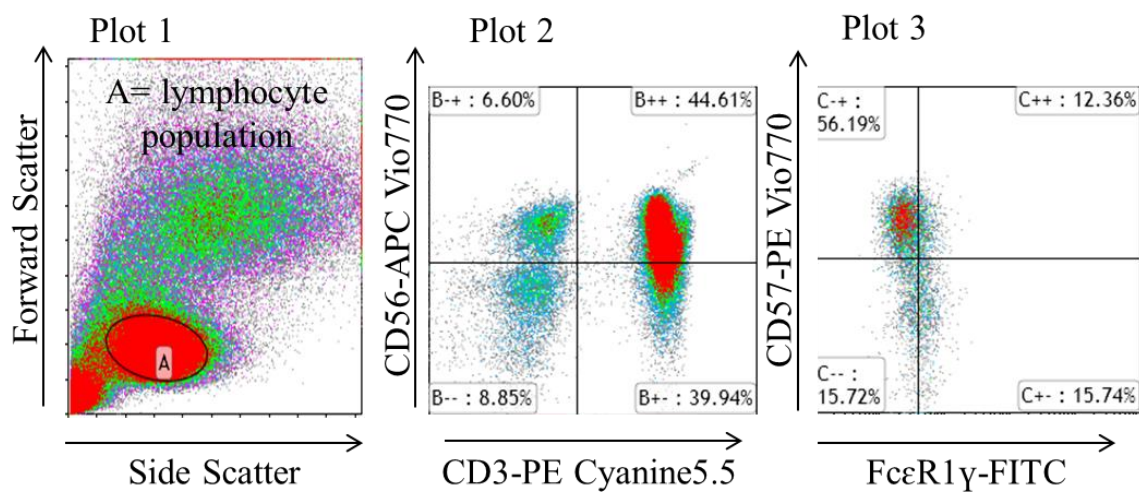 Plot 1
Forward Scatter
A= lymphocyte
population
A
Side Scatter
Plot 2
CD56-APC Vio770
B-+ : 6.60%
B++ : 44.61%
B-- : 8.85%
B+- : 39.94%
CD3-PE Cyanine5.5
Plot 3
CD57-PE Vio770
C-+ :
56.19%
C++ : 12.36%
C-- :
15.72%
C+- : 15.74%
FcεR1γ-FITC